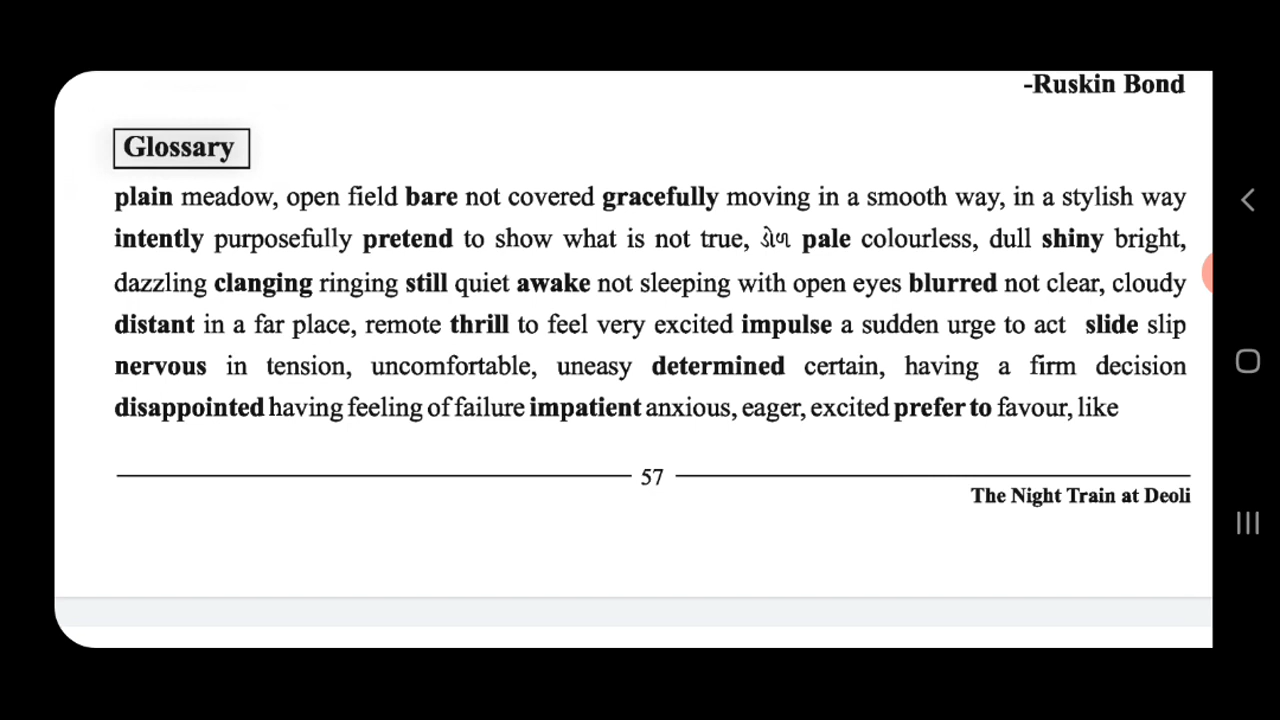 -Ruskin Bond
Glossary
plain meadow, open field bare not covered gracefully moving in a smooth way, in a stylish way
intently purposefully pretend to show what is not true, ડોળ pale colourless, dull shiny bright,
dazzling clanging ringing still quiet awake not sleeping with open eyes blurred not clear, cloudy
distant in a far place, remote thrill to feel very excited impulse a sudden urge to act slide slip
nervous in tension, uncomfortable, uneasy determined certain, having a firm decision
disappointed having feeling of failure impatient anxious, eager, excited prefer to favour, like
57
The Night Train at Deoli